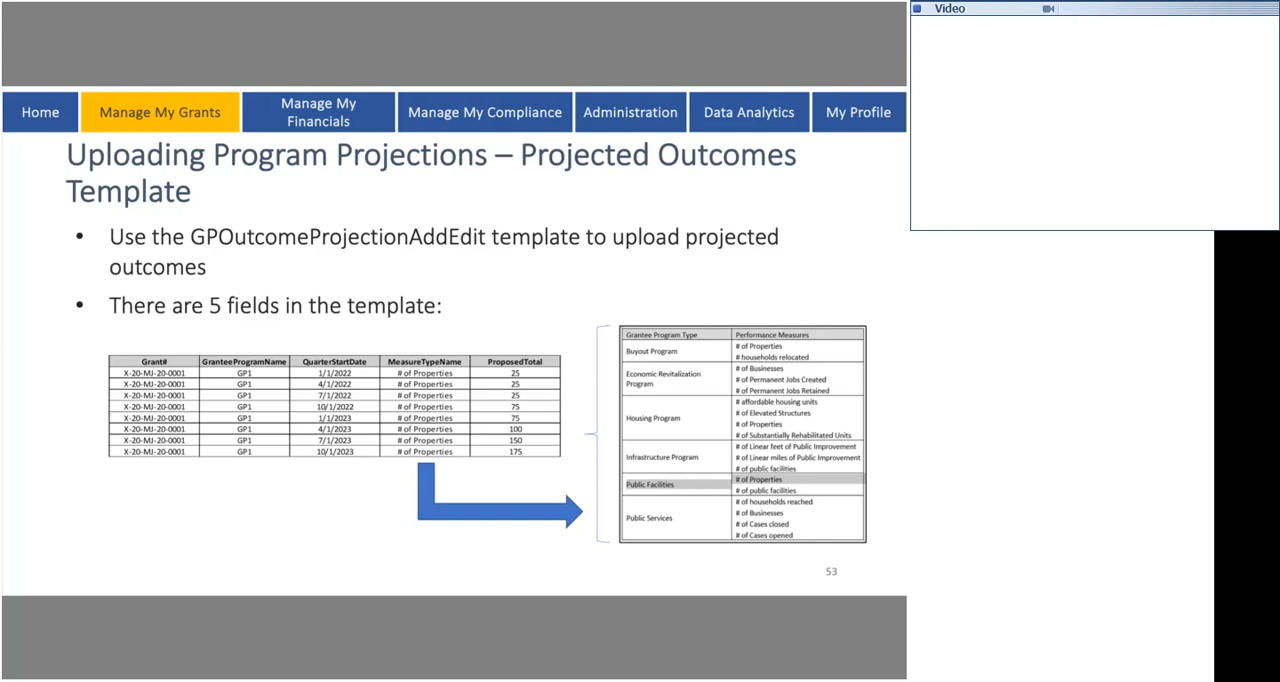 Video
Home
Manage My Grants
Manage My
Financials
Manage My Compliance
Administration
Data Analytics
My Profile
Uploading Program Projections – Projected Outcomes
Template
• Use the GPOutcomeProjectionAddEdit template to upload projected
outcomes
• There are 5 fields in the template:
Grant# GranteeProgramName QuarterStartDate MeasureTypeName ProposedTotal
X-20-MJ-20-0001 GP1 1/1/2022 # of Properties 25
X-20-MJ-20-0001 GP1 4/1/2022 # of Properties 25
X-20-MJ-20-0001 GP1 7/1/2022 # of Properties 25
X-20-MJ-20-0001 GP1 10/1/2022 # of Properties 75
X-20-MJ-20-0001 GP1 1/1/2023 # of Properties 75
X-20-MJ-20-0001 GP1 4/1/2023 # of Properties 100
X-20-MJ-20-0001 GP1 7/1/2023 # of Properties 150
X-20-MJ-20-0001 GP1 10/1/2023 # of Properties 175
Grantee Program Type Performance Measures
Buyout Program
# of Properties
# households relocated
Economic Revitalization
Program
# of Businesses
# of Permanent Jobs Created
# of Permanent Jobs Retained
Housing Program
# affordable housing units
# of Elevated Structures
# of Properties
# of Substantially Rehabilitated Units
Infrastructure Program
# of Linear feet of Public Improvement
# of Linear miles of Public Improvement
# of public facilities
Public Facilities
# of Properties
# of public facilities
Public Services
# of households reached
# of Businesses
# of Cases closed
# of Cases opened
53